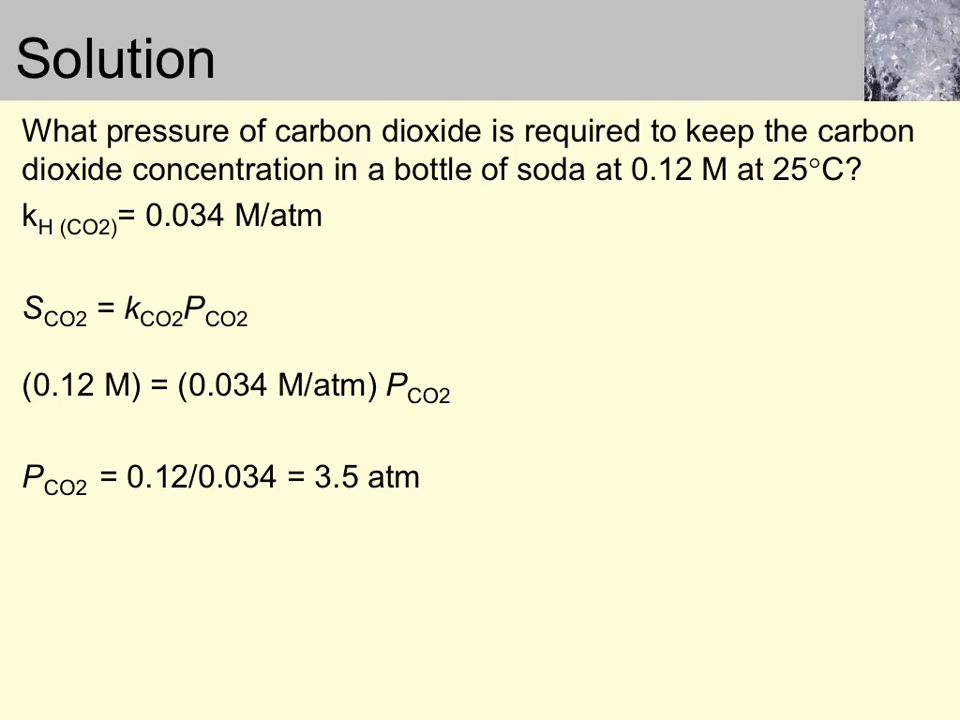 Solution
What pressure of carbon dioxide is required to keep the carbon
dioxide concentration in a bottle of soda at 0.12 M at 25°C?
kH (CO2)= 0.034 M/atm
SCO2 = kCO2PCO2
(0.12 M) = (0.034 M/atm) PCO2
PCO2 = 0.12/0.034 = 3.5 atm